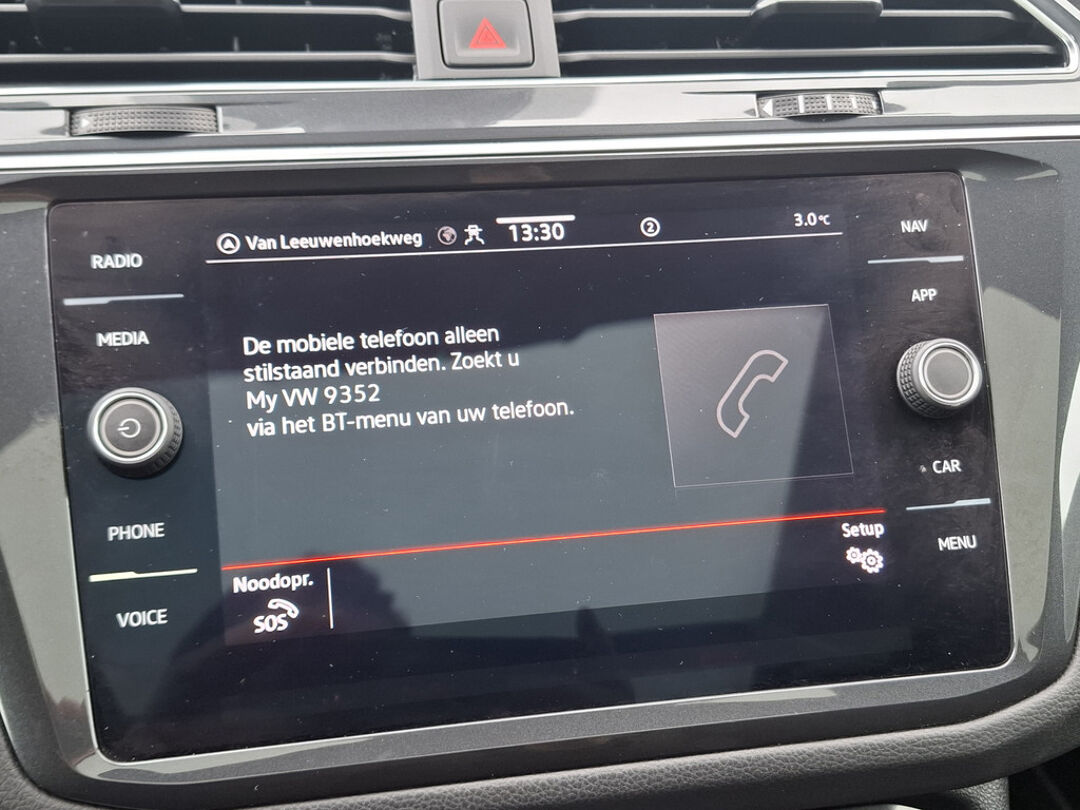 Van Leeuwenhoekweg 13:30 2 3.0°C
RADIO
MEDIA
PHONE
VOICE
De mobiele telefoon alleen
stilstaand verbinden. Zoekt u
My VW 9352
via het BT-menu van uw telefoon.
Noodopr.
SOS
Setup
NAV
APP
CAR
MENU